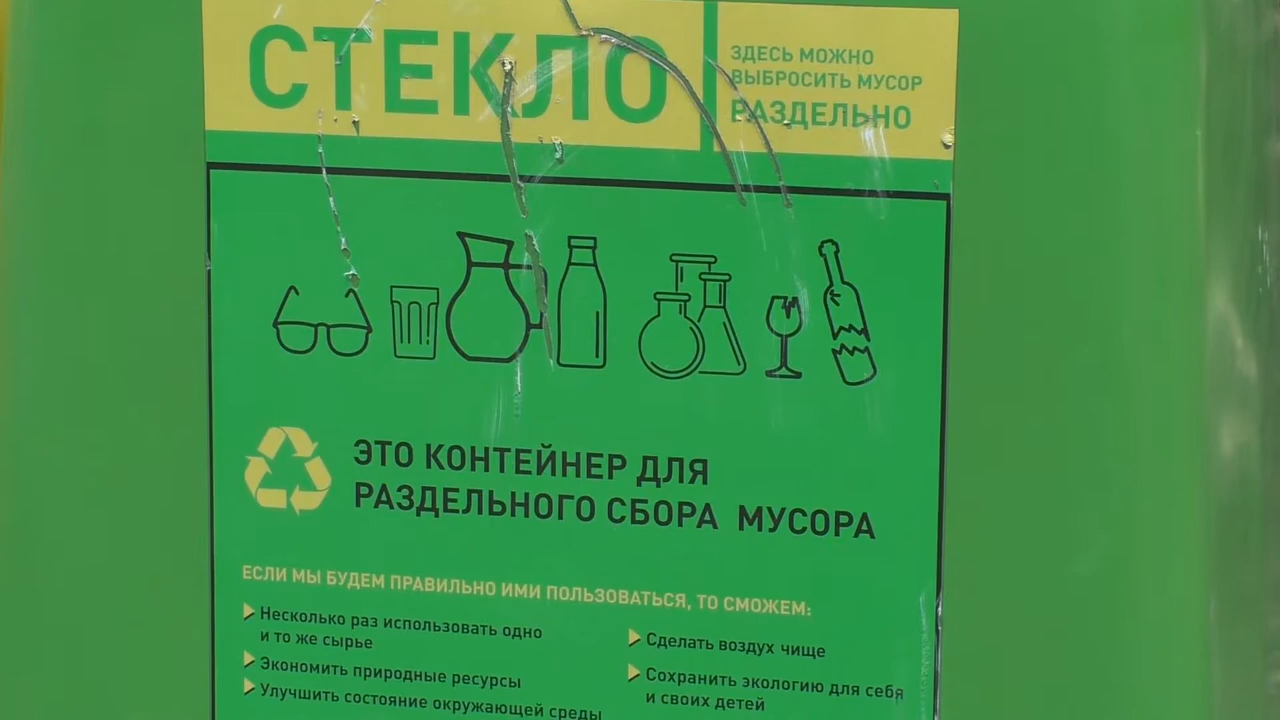 СТЕКЛО
ЗДЕСЬ МОЖНО
ВЫБРОСИТЬ МУСОР
РАЗДЕЛЬНО
ЭТО КОНТЕЙНЕР ДЛЯ
РАЗДЕЛЬНОГО СБОРА МУСОРА
ЕСЛИ МЫ БУДЕМ ПРАВИЛЬНО ИМИ ПОЛЬЗОВАТЬСЯ, ТО СМОЖЕМ:
Несколько раз использовать одно
и то же сырье
Экономить природные ресурсы
Улучшить состояние окружающей среды
Сделать воздух чище
Сохранить экологию для себя
и своих детей